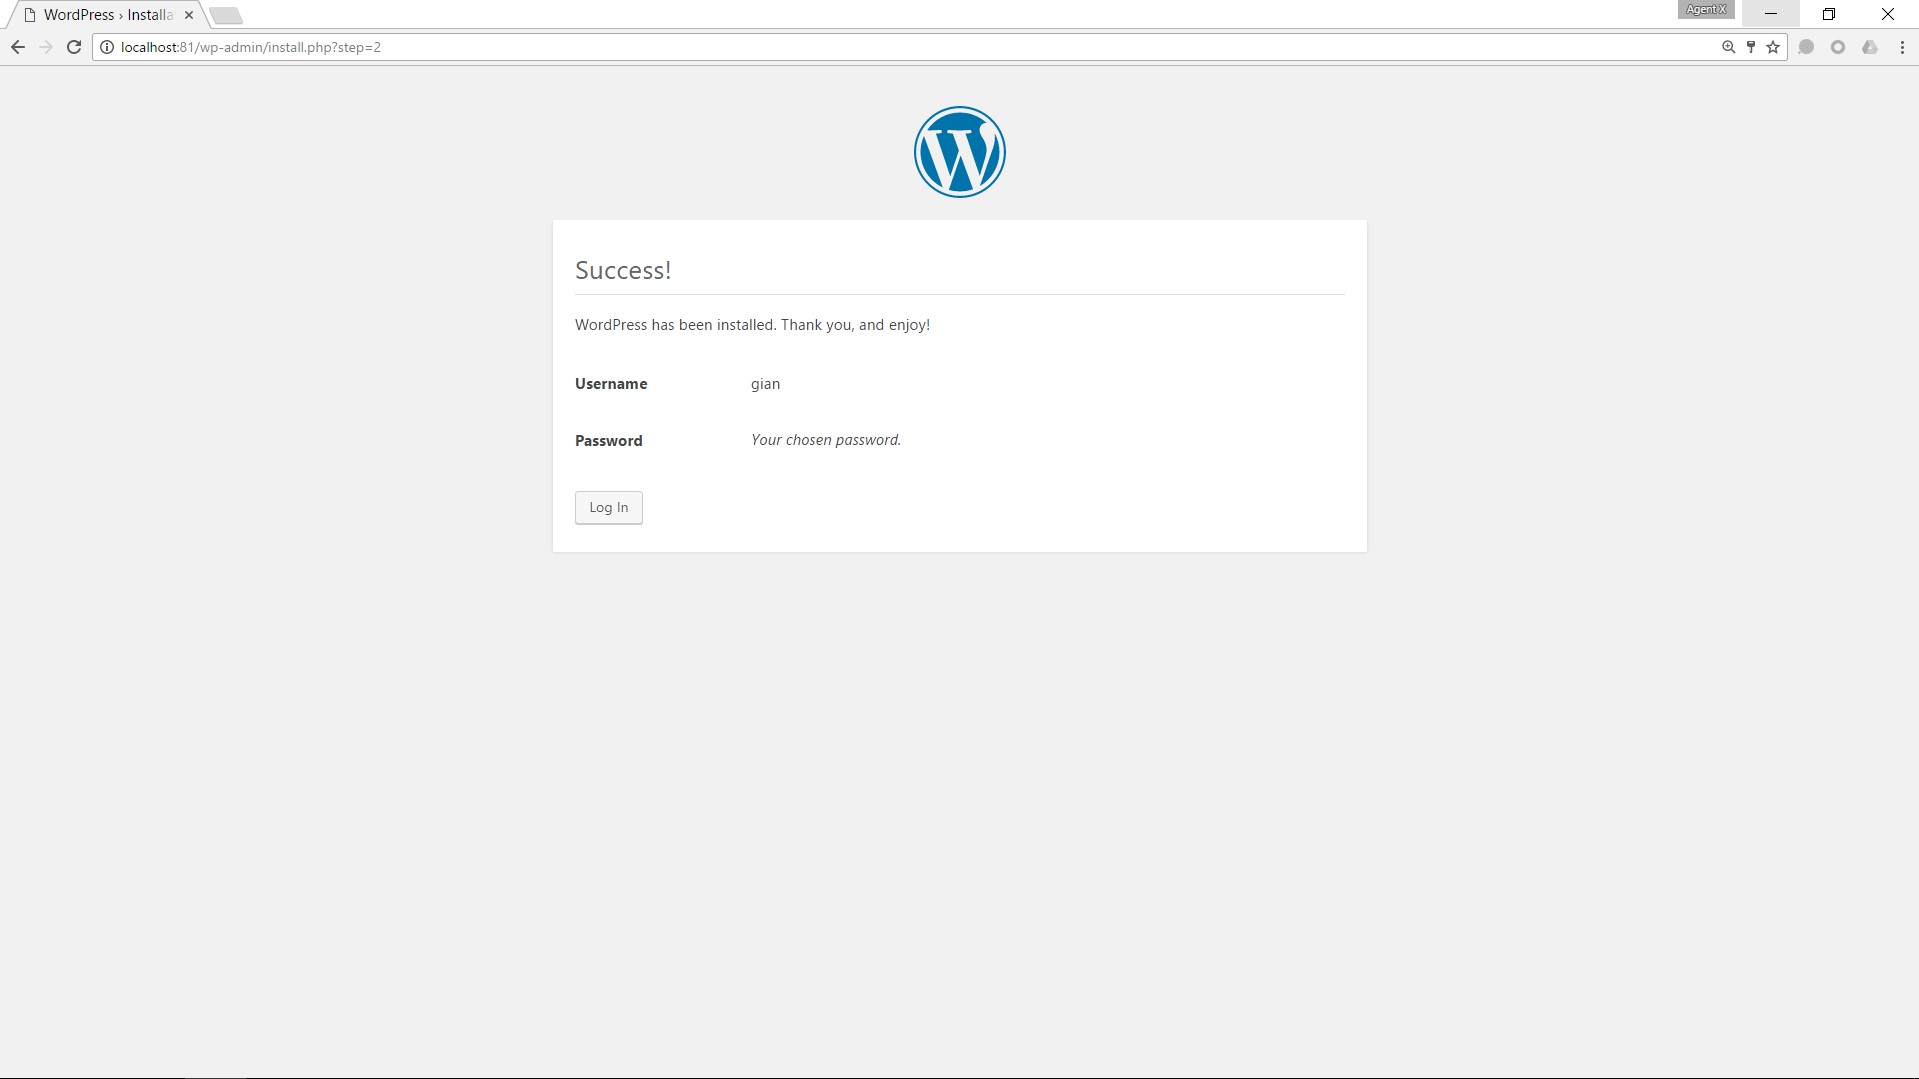 WordPress › Installa
Agent X
localhost:81/wp-admin/install.php?step=2
Success!
WordPress has been installed. Thank you, and enjoy!
Username gian
Password Your chosen password.
Log In